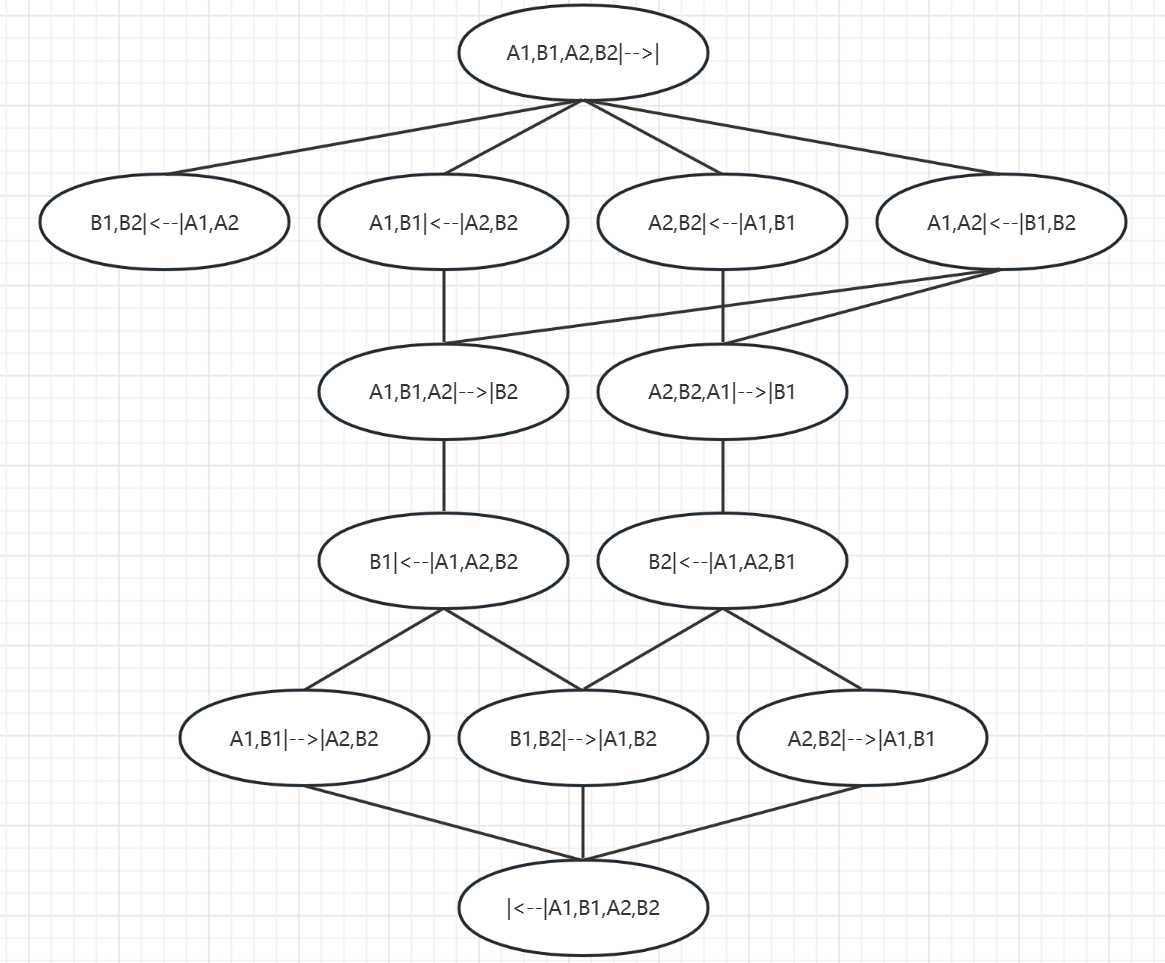 A1,B1,A2,B2|-->|
B1,B2|<--|A1,A2
A1,B1|<--|A2,B2
A2,B2|<--|A1,B1
A1,A2|<--|B1,B2
A1,B1,A2|-->|B2
A2,B2,A1|-->|B1
B1|<--|A1,A2,B2
B2|<--|A1,A2,B1
A1,B1|-->|A2,B2
B1,B2|-->|A1,B2
A2,B2|-->|A1,B1
|<--|A1,B1,A2,B2